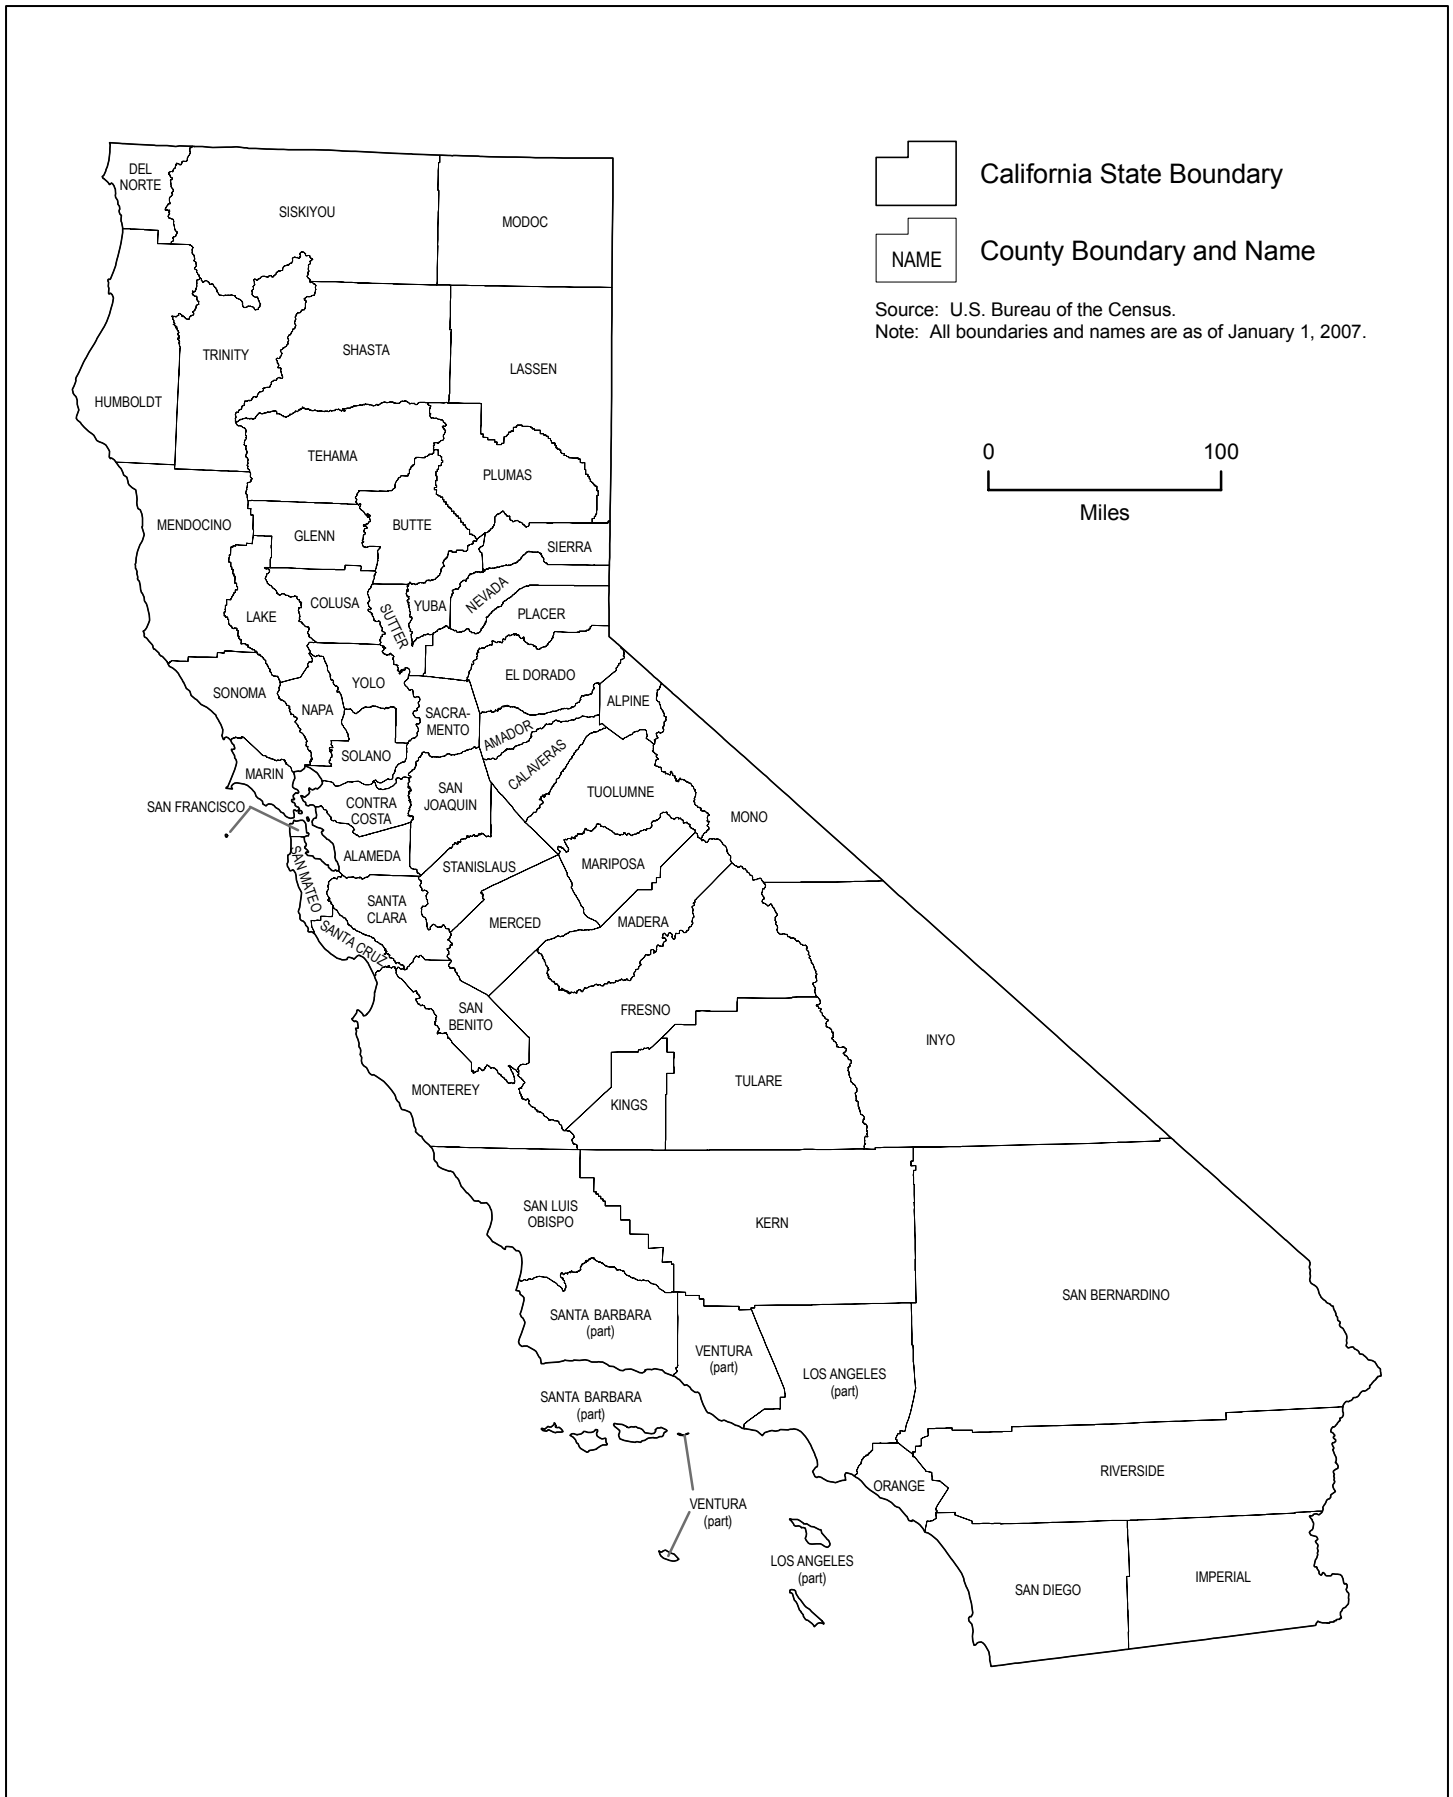 DEL
NORTE
SISKIYOU
MODOC
California State Boundary
NAME
County Boundary and Name
Source:  U.S. Bureau of the Census.
Note:  All boundaries and names are as of January 1, 2007.
TRINITY
SHASTA
LASSEN
HUMBOLDT
0
100
Miles
TEHAMA
PLUMAS
MENDOCINO
GLENN
BUTTE
SIERRA
LAKE
COLUSA
SUTTER
YUBA
NEVADA
PLACER
SONOMA
NAPA
YOLO
SACRA-
MENTO
EL DORADO
ALPINE
AMADOR
SOLANO
CALAVERAS
MARIN
SAN FRANCISCO
CONTRA
COSTA
SAN
JOAQUIN
TUOLUMNE
MONO
SAN MATEO
ALAMEDA
STANISLAUS
MARIPOSA
SANTA
CLARA
SANTA CRUZ
MERCED
MADERA
SAN
BENITO
FRESNO
INYO
MONTEREY
KINGS
TULARE
SAN LUIS
OBISPO
KERN
SAN BERNARDINO
SANTA BARBARA
(part)
VENTURA
(part)
LOS ANGELES
(part)
SANTA BARBARA
(part)
ORANGE
RIVERSIDE
VENTURA
(part)
LOS ANGELES
(part)
SAN DIEGO
IMPERIAL